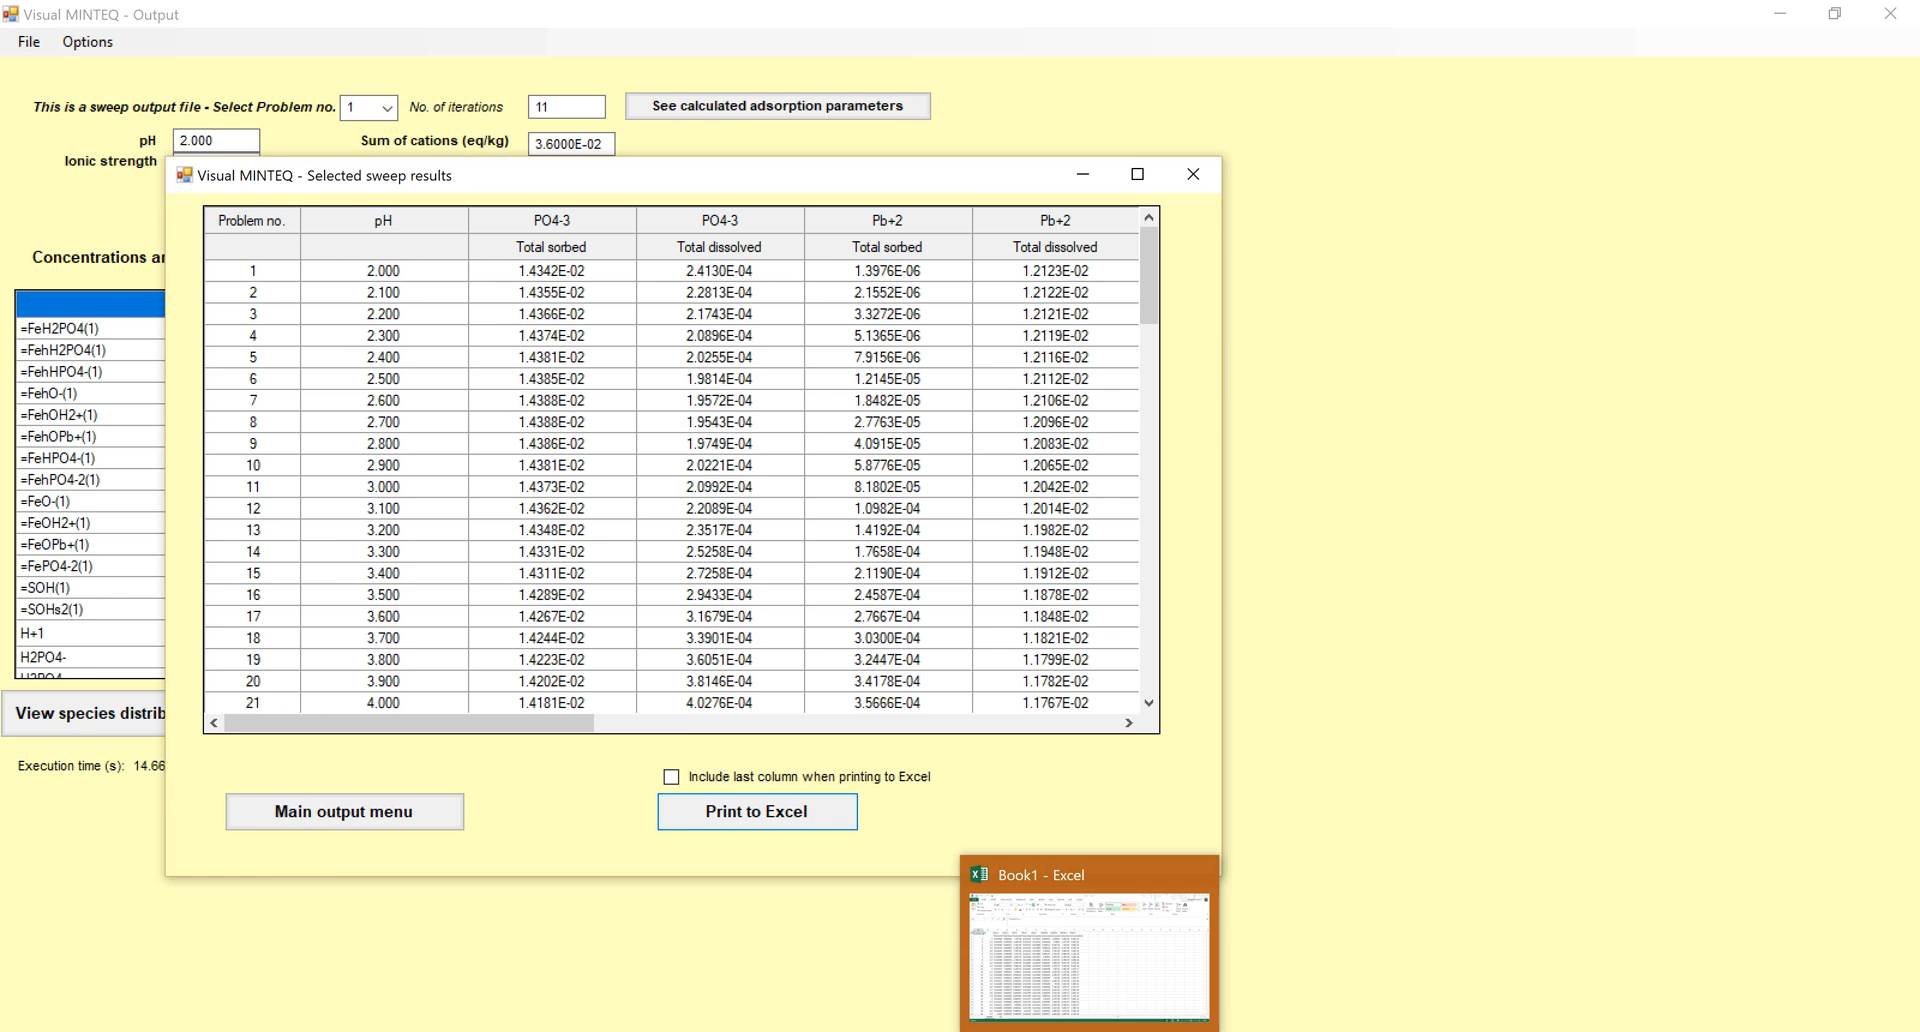 Visual MINTEQ - Output
File Options
This is a sweep output file - Select Problem no. 1 No. of iterations 11 See calculated adsorption parameters
pH 2.000 Sum of cations (eq/kg) 3.6000E-02
Ionic strength
Visual MINTEQ - Selected sweep results
Concentrations ar
=FeH2PO4(1)
=FehH2PO4(1)
=FehHPO4-(1)
=FehO-(1)
=FehOH2+(1)
=FehOPb+(1)
=FeHPO4-(1)
=FehPO4-2(1)
=FeO-(1)
=FeOH2+(1)
=FeOPb+(1)
=FePO4-2(1)
=SOH(1)
=SOHs2(1)
H+1
H2PO4-
View species distrib
Execution time (s): 14.66
Problem no. pH PO4-3 PO4-3 Pb+2 Pb+2
Total sorbed Total dissolved Total sorbed Total dissolved
1 2.000 1.4342E-02 2.4130E-04 1.3976E-06 1.2123E-02
2 2.100 1.4355E-02 2.2813E-04 2.1552E-06 1.2122E-02
3 2.200 1.4366E-02 2.1743E-04 3.3272E-06 1.2121E-02
4 2.300 1.4374E-02 2.0896E-04 5.1365E-06 1.2119E-02
5 2.400 1.4381E-02 2.0255E-04 7.9156E-06 1.2116E-02
6 2.500 1.4385E-02 1.9814E-04 1.2145E-05 1.2112E-02
7 2.600 1.4388E-02 1.9572E-04 1.8482E-05 1.2106E-02
8 2.700 1.4388E-02 1.9543E-04 2.7763E-05 1.2096E-02
9 2.800 1.4386E-02 1.9749E-04 4.0915E-05 1.2083E-02
10 2.900 1.4381E-02 2.0221E-04 5.8776E-05 1.2065E-02
11 3.000 1.4373E-02 2.0992E-04 8.1802E-05 1.2042E-02
12 3.100 1.4362E-02 2.2089E-04 1.0982E-04 1.2014E-02
13 3.200 1.4348E-02 2.3517E-04 1.4192E-04 1.1982E-02
14 3.300 1.4331E-02 2.5258E-04 1.7658E-04 1.1948E-02
15 3.400 1.4311E-02 2.7258E-04 2.1190E-04 1.1912E-02
16 3.500 1.4289E-02 2.9433E-04 2.4587E-04 1.1878E-02
17 3.600 1.4267E-02 3.1679E-04 2.7667E-04 1.1848E-02
18 3.700 1.4244E-02 3.3901E-04 3.0300E-04 1.1821E-02
19 3.800 1.4223E-02 3.6051E-04 3.2447E-04 1.1799E-02
20 3.900 1.4202E-02 3.8146E-04 3.4178E-04 1.1782E-02
21 4.000 1.4181E-02 4.0276E-04 3.5666E-04 1.1767E-02
Include last column when printing to Excel
Main output menu Print to Excel
Book1 - Excel